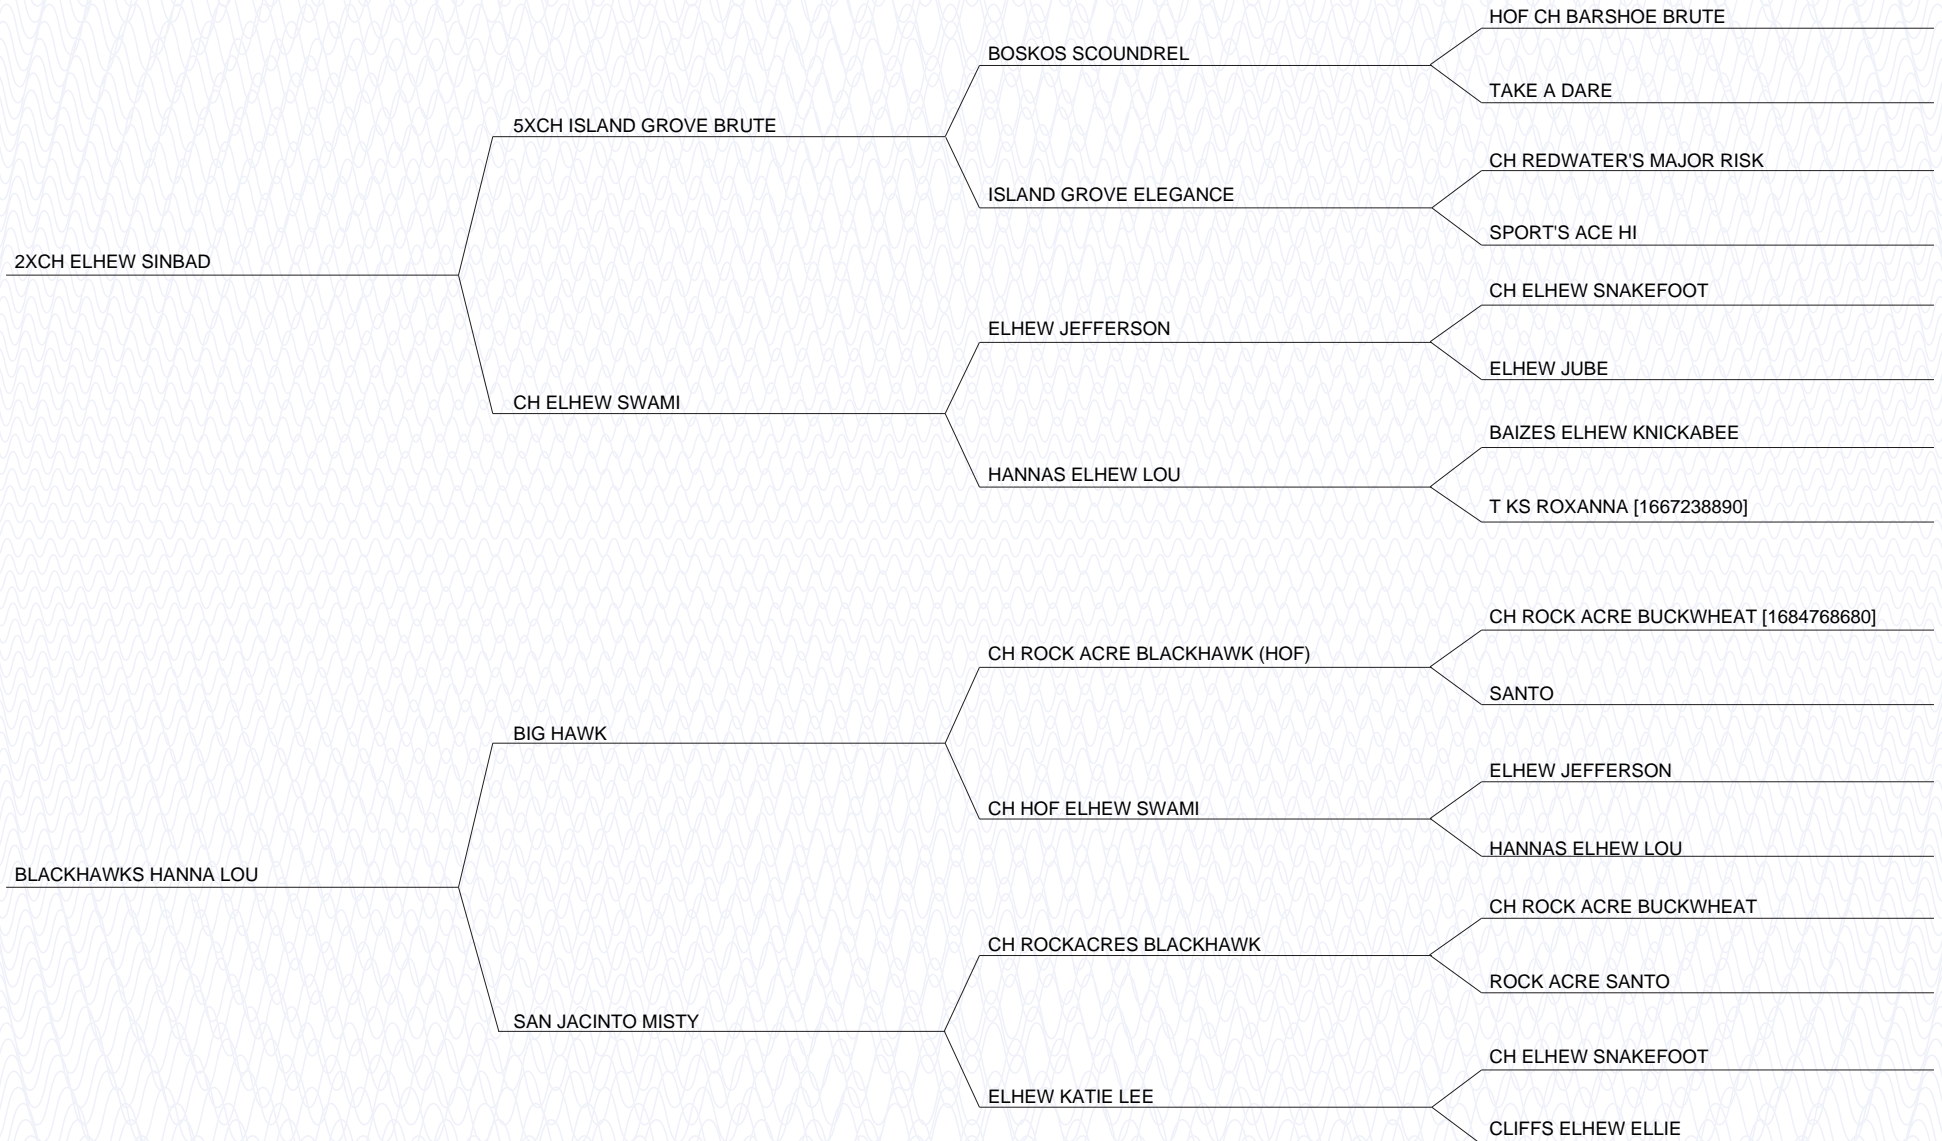 HOF CH BARSHOE BRUTE
BOSKOS SCOUNDREL
TAKE A DARE
5XCH ISLAND GROVE BRUTE
CH REDWATER'S MAJOR RISK
ISLAND GROVE ELEGANCE
SPORT'S ACE HI
2XCH ELHEW SINBAD
CH ELHEW SNAKEFOOT
ELHEW JEFFERSON
ELHEW JUBE
CH ELHEW SWAMI
BAIZES ELHEW KNICKABEE
HANNAS ELHEW LOU
T KS ROXANNA [1667238890]
CH ROCK ACRE BUCKWHEAT [1684768680]
CH ROCK ACRE BLACKHAWK (HOF)
SANTO
BIG HAWK
ELHEW JEFFERSON
CH HOF ELHEW SWAMI
HANNAS ELHEW LOU
BLACKHAWKS HANNA LOU
CH ROCK ACRE BUCKWHEAT
CH ROCKACRES BLACKHAWK
ROCK ACRE SANTO
SAN JACINTO MISTY
CH ELHEW SNAKEFOOT
ELHEW KATIE LEE
CLIFFS ELHEW ELLIE